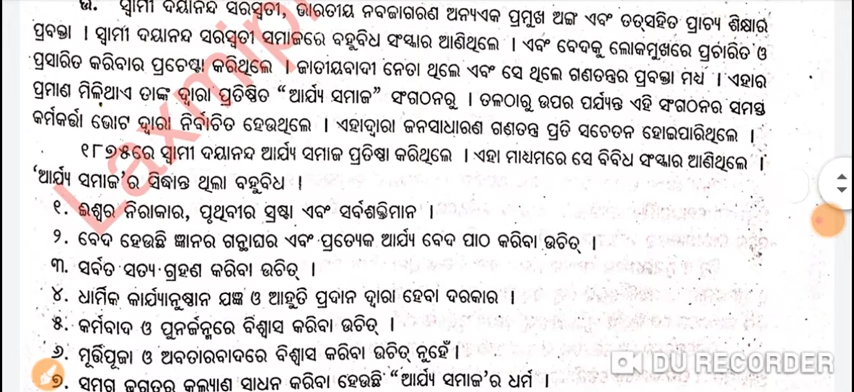 ଉ. ସ୍ୱାମୀ ଦୟାନନ୍ଦ ସରସ୍ୱତୀ, ଭାରତୀୟ ନବଜାଗରଣ ଅନ୍ୟଏକ ପ୍ରମୁଖ ଅଙ୍ଗ ଏବଂ ତତ୍‌ସହିତ ପ୍ରାଚ୍ୟ ଶିକ୍ଷାର
ପ୍ରବକ୍ତା । ସ୍ୱାମୀ ଦୟାନନ୍ଦ ସରସ୍ୱତୀ ସମାଜରେ ବହୁବିଧ ସଂସ୍କାର ଆଣିଥିଲେ । ଏବଂ ବେଦକୁ ଲୋକମୁଖରେ ପ୍ରଚାରିତ ଓ
ପ୍ରସାରିତ କରିବାର ପ୍ରଚେଷ୍ଟା କରିଥିଲେ । ଜାତୀୟବାଦୀ ନେତା ଥିଲେ ଏବଂ ସେ ଥିଲେ ଗଣତନ୍ତ୍ରର ପ୍ରବକ୍ତା ମଧ୍ୟ । ଏହାର
ପ୍ରମାଣ ମିଳିଥାଏ ତାଙ୍କ ଦ୍ୱାରା ପ୍ରତିଷ୍ଠିତ “ଆର୍ଯ୍ୟ ସମାଜ” ସଂଗଠନରୁ । ତଳଠାରୁ ଉପର ପର୍ଯ୍ୟନ୍ତ ଏହି ସଂଗଠନର ସମସ୍ତ
କର୍ମକର୍ତ୍ତା ଭୋଟ ଦ୍ୱାରା ନିର୍ବାଚିତ ହେଉଥିଲେ । ଏହାଦ୍ୱାରା ଜନସାଧାରଣ ଗଣତନ୍ତ୍ର ପ୍ରତି ସଚେତନ ହୋଇପାରିଥିଲେ ।
୧୮୭୫ରେ ସ୍ୱାମୀ ଦୟାନନ୍ଦ ଆର୍ଯ୍ୟ ସମାଜ ପ୍ରତିଷ୍ଠା କରିଥିଲେ । ଏହା ମାଧ୍ୟମରେ ସେ ବିବିଧ ସଂସ୍କାର ଆଣିଥିଲେ ।
‘ଆର୍ଯ୍ୟ ସମାଜ’ର ସିଦ୍ଧାନ୍ତ ଥିଲା ବହୁବିଧ ।
୧. ଈଶ୍ୱର ନିରାକାର, ପୃଥିବୀର ସ୍ରଷ୍ଟା ଏବଂ ସର୍ବଶକ୍ତିମାନ ।
୨. ବେଦ ହେଉଛି ଜ୍ଞାନର ଗନ୍ତାଘର ଏବଂ ପ୍ରତ୍ୟେକ ଆର୍ଯ୍ୟ ବେଦ ପାଠ କରିବା ଉଚିତ୍ ।
୩. ସର୍ବତ ସତ୍ୟ ଗ୍ରହଣ କରିବା ଉଚିତ୍ ।
୪. ଧାର୍ମିକ କାର୍ଯ୍ୟାନୁଷ୍ଠାନ ଯଜ୍ଞ ଓ ଆହୁତି ପ୍ରଦାନ ଦ୍ୱାରା ହେବା ଦରକାର ।
୫. କର୍ମବାଦ ଓ ପୁନର୍ଜନ୍ମରେ ବିଶ୍ୱାସ କରିବା ଉଚିତ୍ ।
୬. ମୂର୍ତ୍ତିପୂଜା ଓ ଅବତାରବାଦରେ ବିଶ୍ୱାସ କରିବା ଉଚିତ୍ ନୁହେଁ ।
୭. ସମଗ୍ର ଜଗତର କଲ୍ୟାଣ ସାଧନ କରିବା ହେଉଛି “ଆର୍ଯ୍ୟ ସମାଜ”ର ଧର୍ମ ।
DU RECORDER